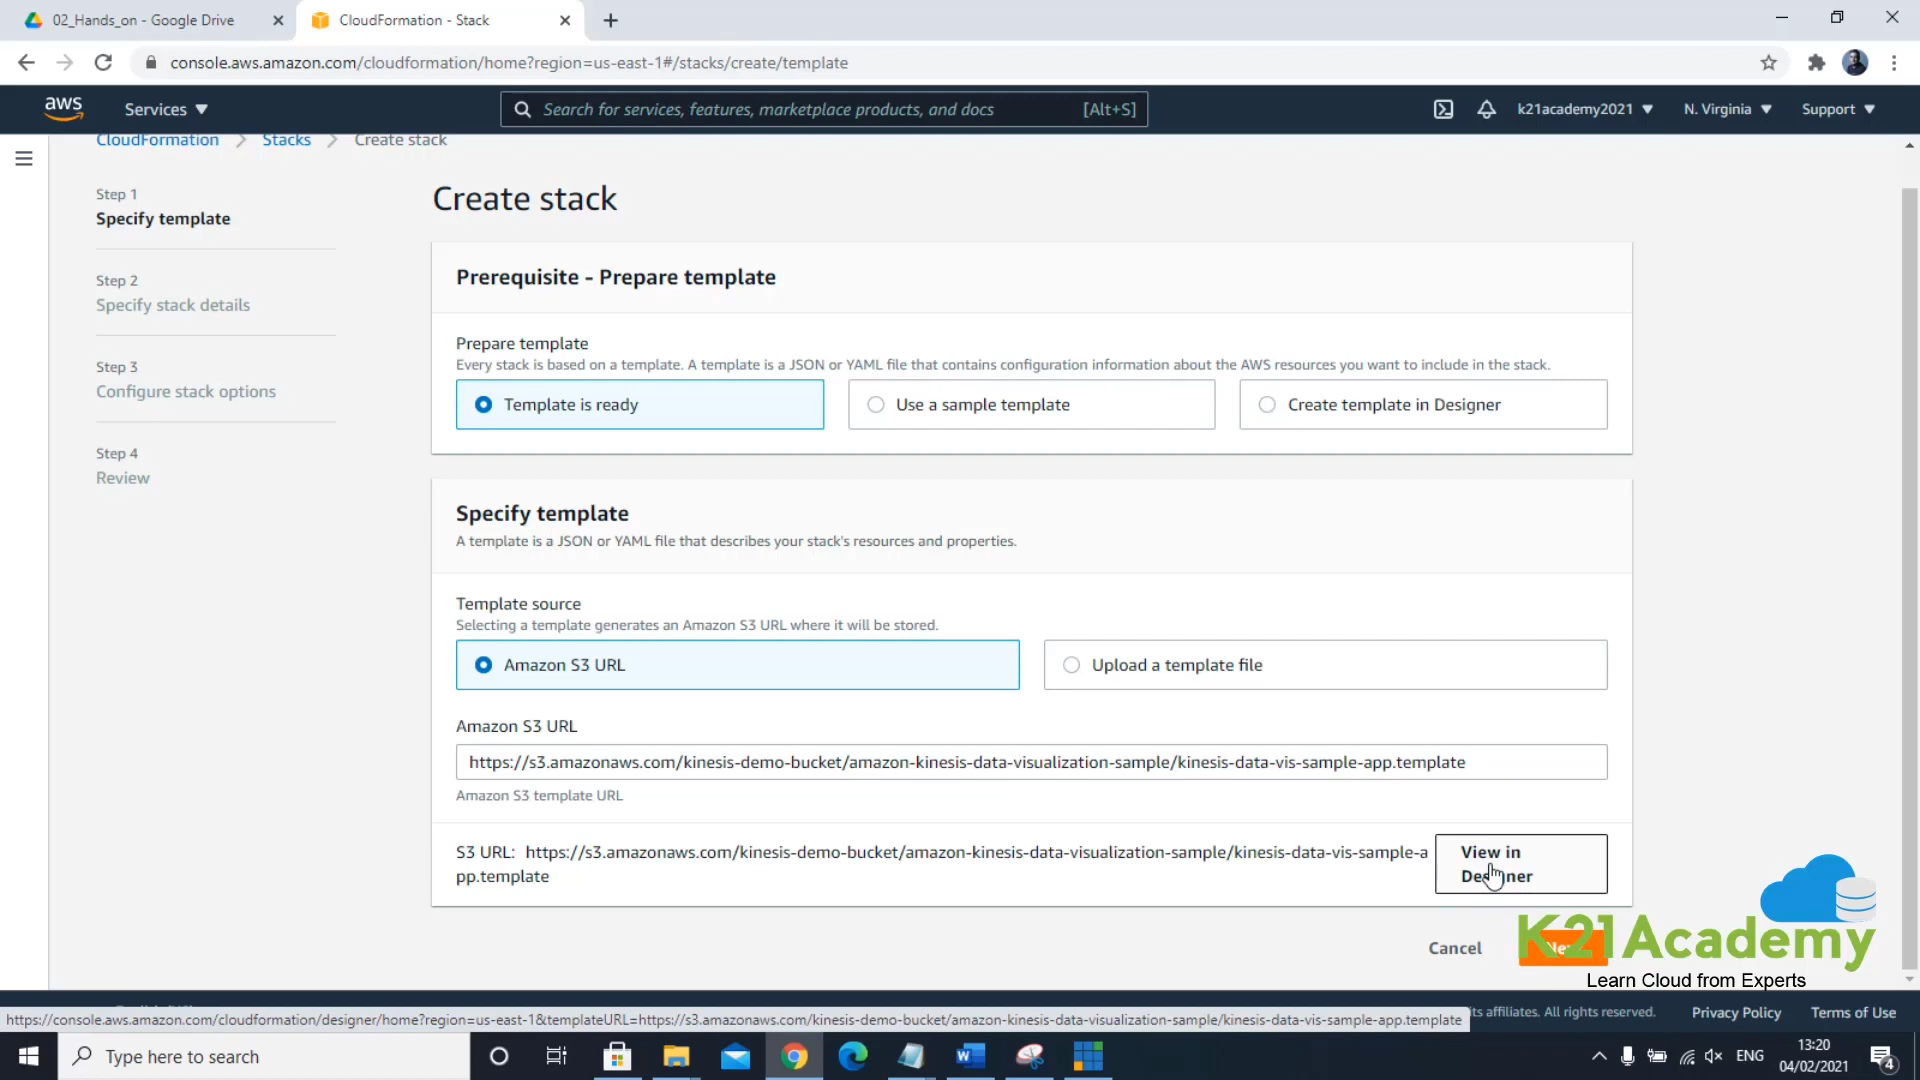 02_Hands_on - Google Drive
CloudFormation - Stack
console.aws.amazon.com/cloudformation/home?region=us-east-1#/stacks/create/template
aws
Services
Search for services, features, marketplace products, and docs
[Alt+S]
k21academy2021
N. Virginia
Support
CloudFormation
Stacks
Create stack
Step 1
Specify template
Step 2
Specify stack details
Step 3
Configure stack options
Step 4
Review
Create stack
Prerequisite - Prepare template
Prepare template
Every stack is based on a template. A template is a JSON or YAML file that contains configuration information about the AWS resources you want to include in the stack.
Template is ready
Use a sample template
Create template in Designer
Specify template
A template is a JSON or YAML file that describes your stack's resources and properties.
Template source
Selecting a template generates an Amazon S3 URL where it will be stored.
Amazon S3 URL
Upload a template file
Amazon S3 URL
https://s3.amazonaws.com/kinesis-demo-bucket/amazon-kinesis-data-visualization-sample/kinesis-data-vis-sample-app.template
Amazon S3 template URL
S3 URL: https://s3.amazonaws.com/kinesis-demo-bucket/amazon-kinesis-data-visualization-sample/kinesis-data-vis-sample-a
pp.template
View in
Designer
Cancel
K21Academy
Learn Cloud from Experts
its affiliates. All rights reserved.
Privacy Policy
Terms of Use
https://console.aws.amazon.com/cloudformation/designer/home?region=us-east-1&templateURL=https://s3.amazonaws.com/kinesis-demo-bucket/amazon-kinesis-data-visualization-sample/kinesis-data-vis-sample-app.template
Type here to search
ENG
13:20
04/02/2021
4